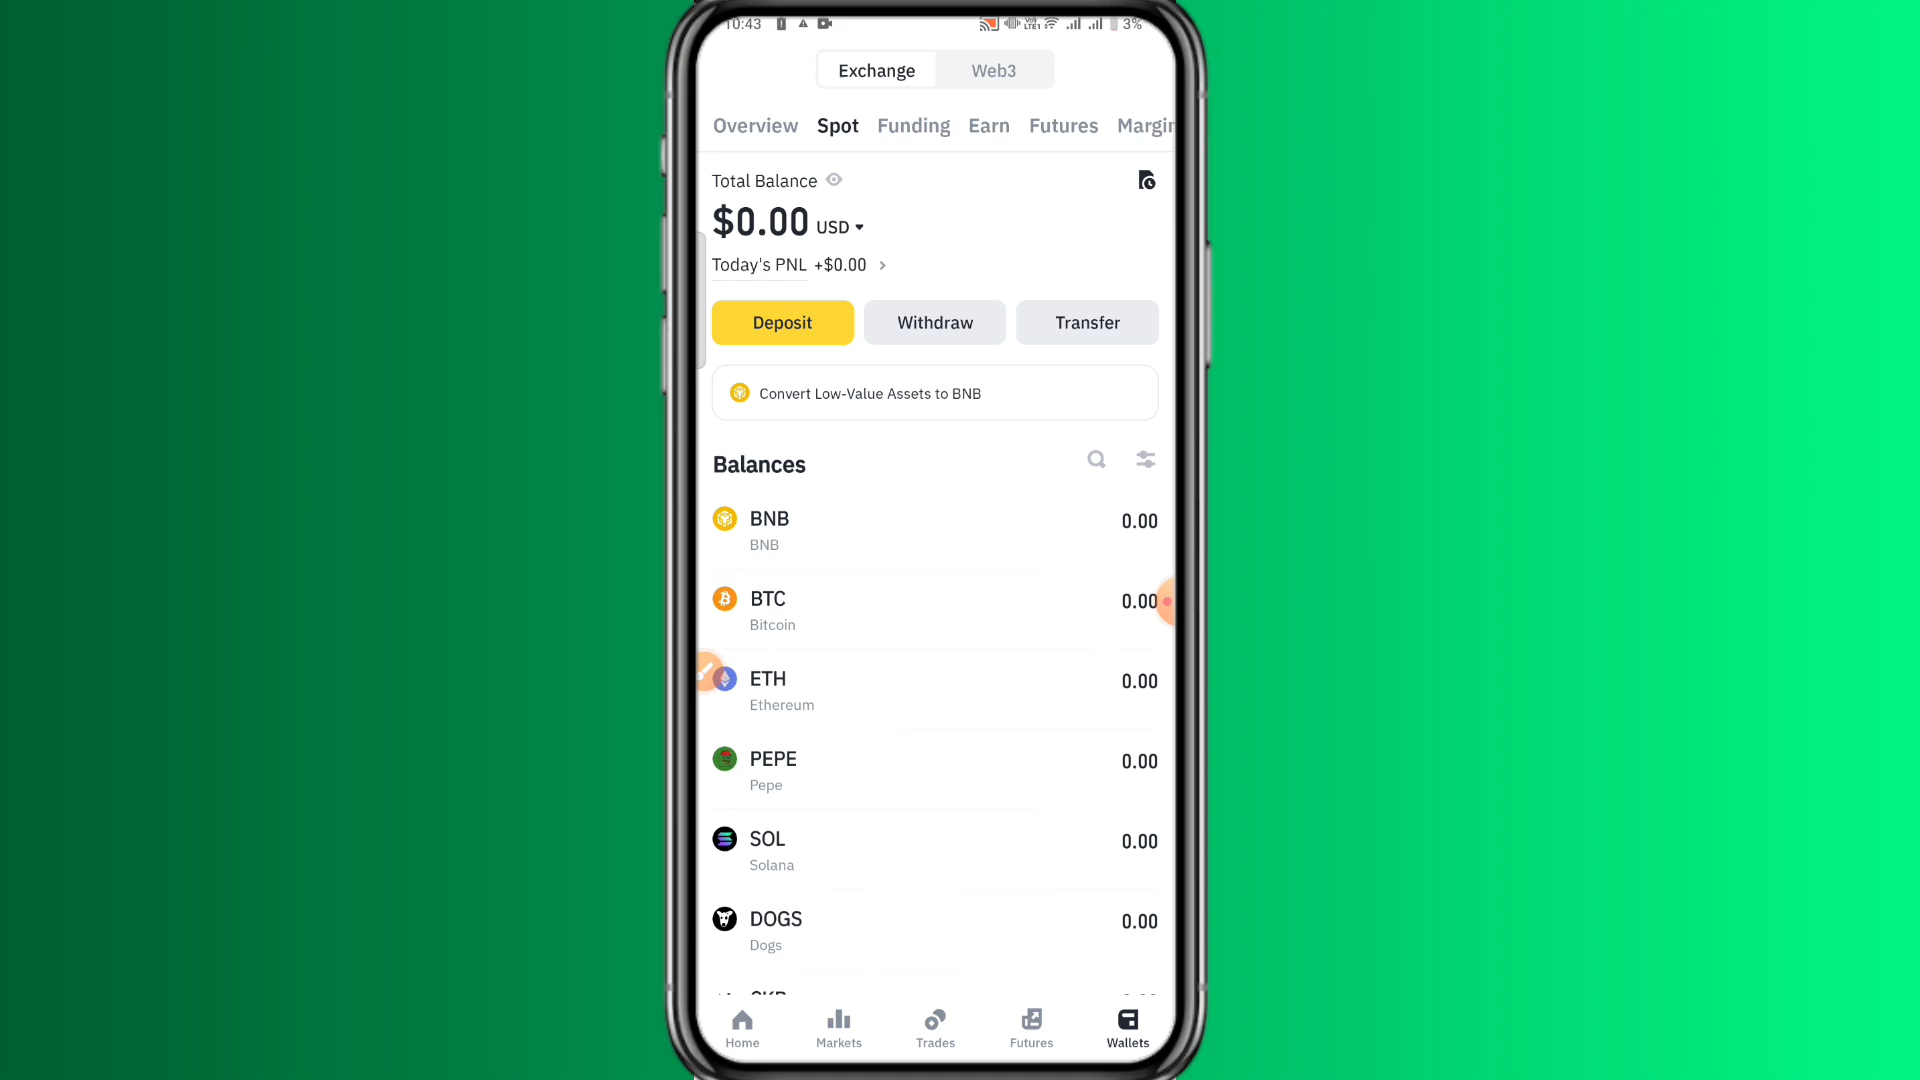 10:43 3%
Exchange Web3
Overview Spot Funding Earn Futures Margin
Total Balance
$0.00 USD
Today's PNL +$0.00
Deposit Withdraw Transfer
Convert Low-Value Assets to BNB
Balances
BNB 0.00
BNB
BTC 0.00
Bitcoin
ETH 0.00
Ethereum
PEPE 0.00
Pepe
SOL 0.00
Solana
DOGS 0.00
Dogs
Home Markets Trades Futures Wallets